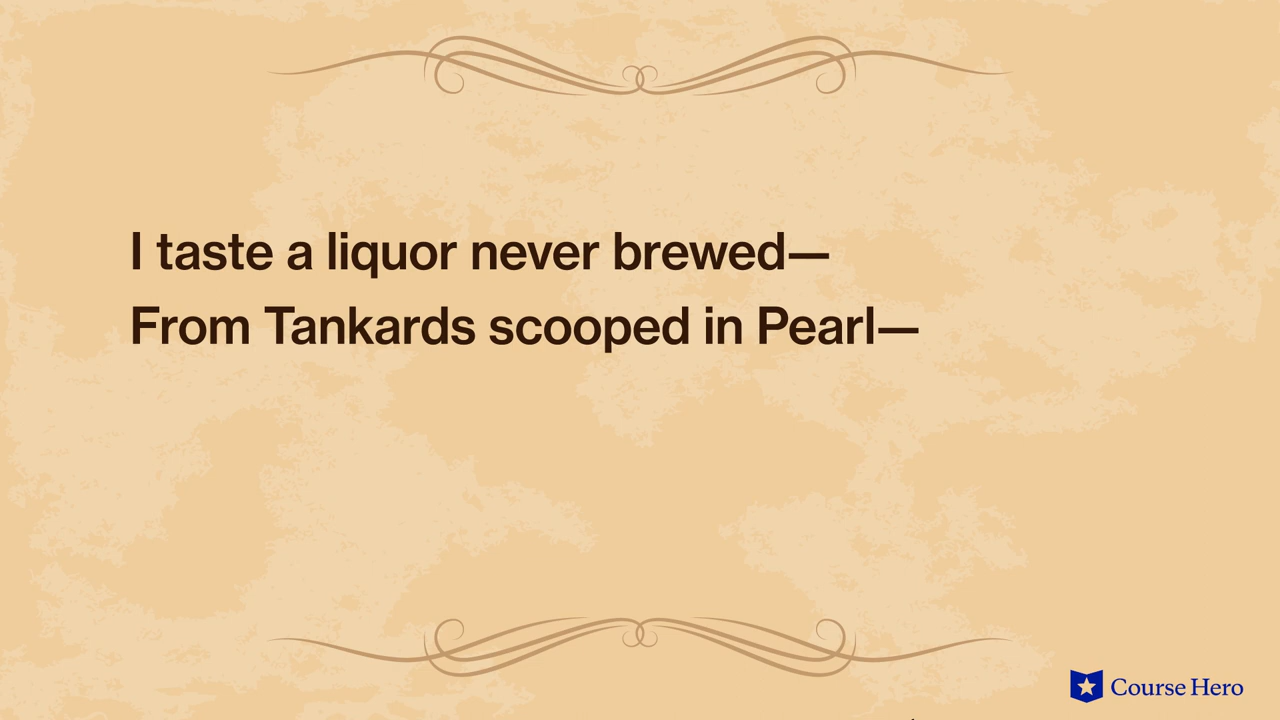 I taste a liquor never brewed—
From Tankards scooped in Pearl—
Course Hero